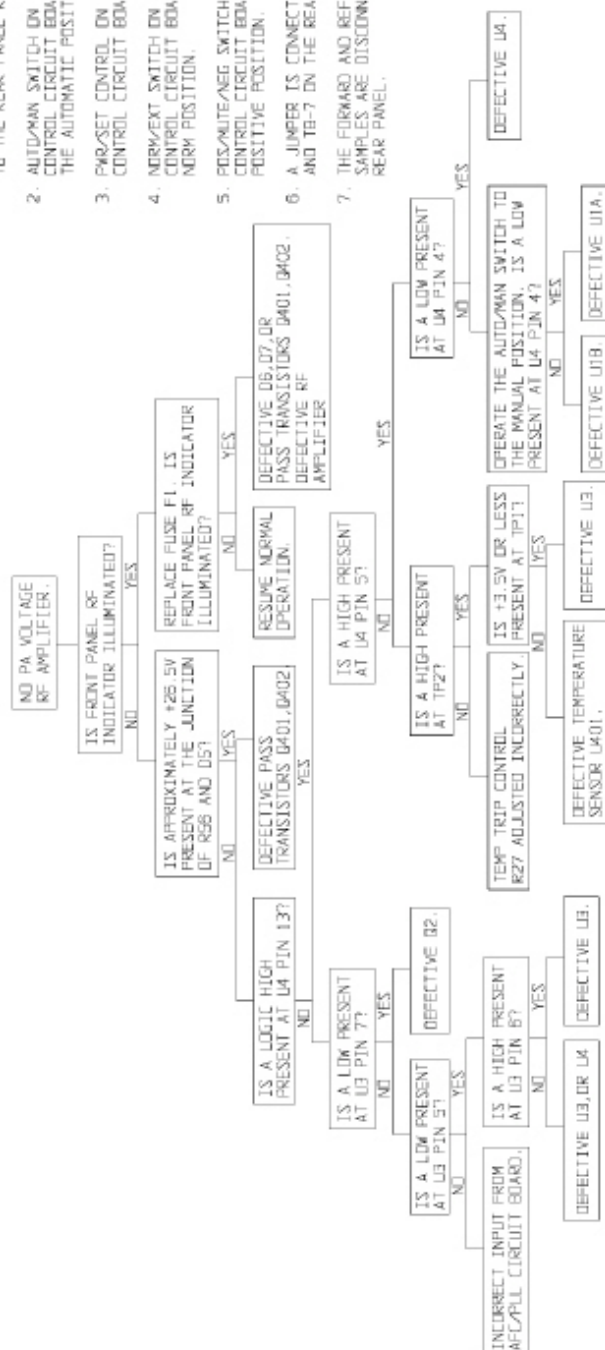 NO PA VOLTAGE
RF AMPLIFIER.
IS FRONT PANEL RF
INDICATOR ILLUMINATED?
NO
YES
IS APPROXIMATELY +26.5V
PRESENT AT THE JUNCTION
OF R96 AND D5?
REPLACE FUSE F1. IS
FRONT PANEL RF INDICATOR
ILLUMINATED?
NO
YES
NO
YES
IS A LOGIC HIGH
PRESENT AT U4 PIN 13?
DEFECTIVE PASS
TRANSISTORS Q401,Q402.
RESUME NORMAL
OPERATION.
DEFECTIVE D6,D7,OR
PASS TRANSISTORS Q401,Q402.
DEFECTIVE RF
AMPLIFIER
NO
YES
IS A LOW PRESENT
AT U3 PIN 7?
IS A HIGH PRESENT
AT U4 PIN 5?
NO
YES
NO
YES
IS A LOW PRESENT
AT U3 PIN 5?
DEFECTIVE Q2.
IS A HIGH PRESENT
AT TP2?
IS A LOW PRESENT
AT U4 PIN 4?
NO
YES
NO
YES
NO
YES
INCORRECT INPUT FROM
AFC/PLL CIRCUIT BOARD.
IS A HIGH PRESENT
AT U3 PIN 6?
TEMP TRIP CONTROL
R27 ADJUSTED INCORRECTLY.
IS +3.5V OR LESS
PRESENT AT TP1?
OPERATE THE AUTO/MAN SWITCH TO
THE MANUAL POSITION. IS A LOW
PRESENT AT U4 PIN 4?
DEFECTIVE U4.
NO
YES
NO
YES
NO
YES
DEFECTIVE U3,OR U4
DEFECTIVE U3.
DEFECTIVE TEMPERATURE
SENSOR U401.
DEFECTIVE U3.
DEFECTIVE U1B.
DEFECTIVE U1A.
TO THE REAR PANEL
2. AUTO/MAN SWITCH ON
CONTROL CIRCUIT BOA
THE AUTOMATIC POSIT
3. PWR/SET CONTROL ON
CONTROL CIRCUIT BOA
4. NORM/EXT SWITCH ON
CONTROL CIRCUIT BOA
NORM POSITION.
5. POS/MUTE/NEG SWITCH
CONTROL CIRCUIT BOA
POSITIVE POSITION.
6. A JUMPER IS CONNECT
AND TB-7 ON THE REA
7. THE FORWARD AND REF
SAMPLES ARE DISCONN
REAR PANEL.